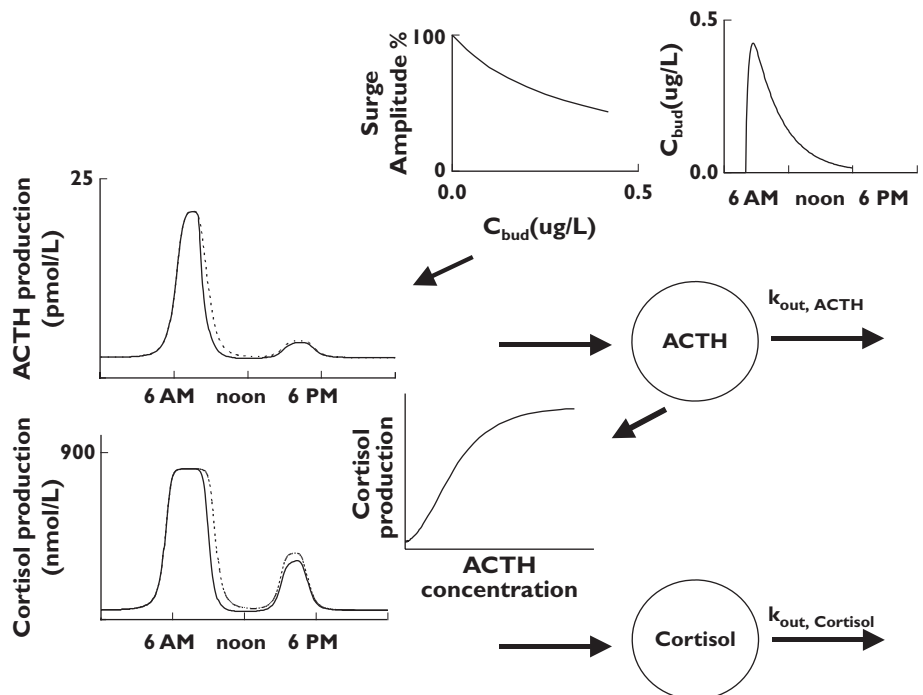 100
Surge
Amplitude %
0
0.0
0.5
C_bud(ug/L)
0.5
C_bud(ug/L)
0.0
6 AM noon 6 PM
25
ACTH production
(pmol/L)
6 AM noon 6 PM
ACTH
k_out, ACTH
900
Cortisol production
(nmol/L)
6 AM noon 6 PM
Cortisol
production
ACTH
concentration
Cortisol
k_out, Cortisol